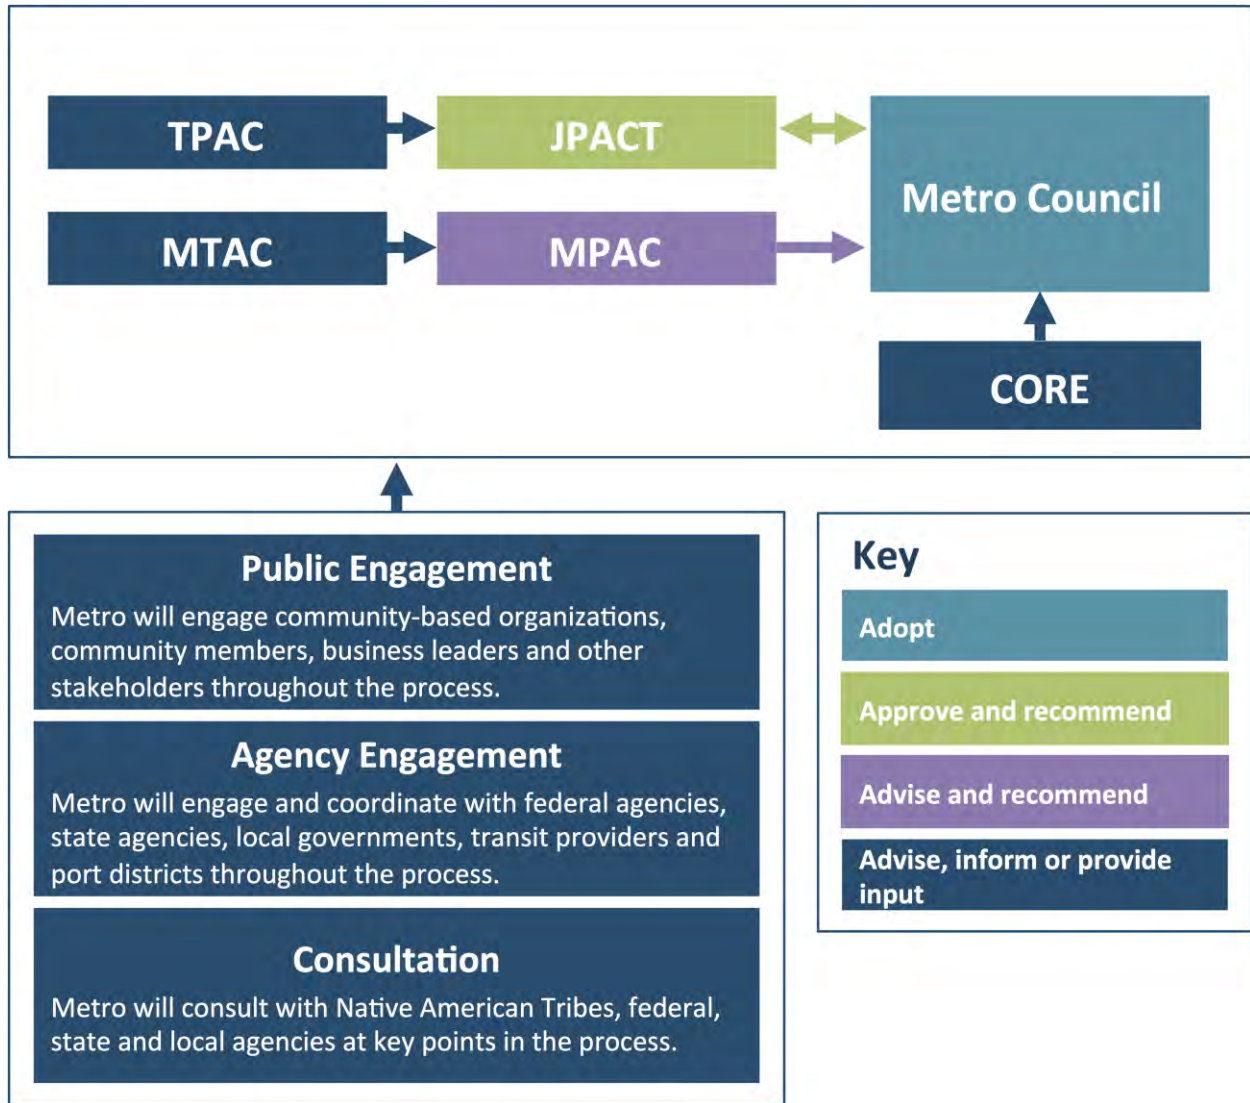 TPAC
JPACT
Metro Council
MTAC
MPAC
CORE
Public Engagement
Metro will engage community-based organizations,
community members, business leaders and other
stakeholders throughout the process.
Agency Engagement
Metro will engage and coordinate with federal agencies,
state agencies, local governments, transit providers and
port districts throughout the process.
Consultation
Metro will consult with Native American Tribes, federal,
state and local agencies at key points in the process.
Key
Adopt
Approve and recommend
Advise and recommend
Advise, inform or provide
input